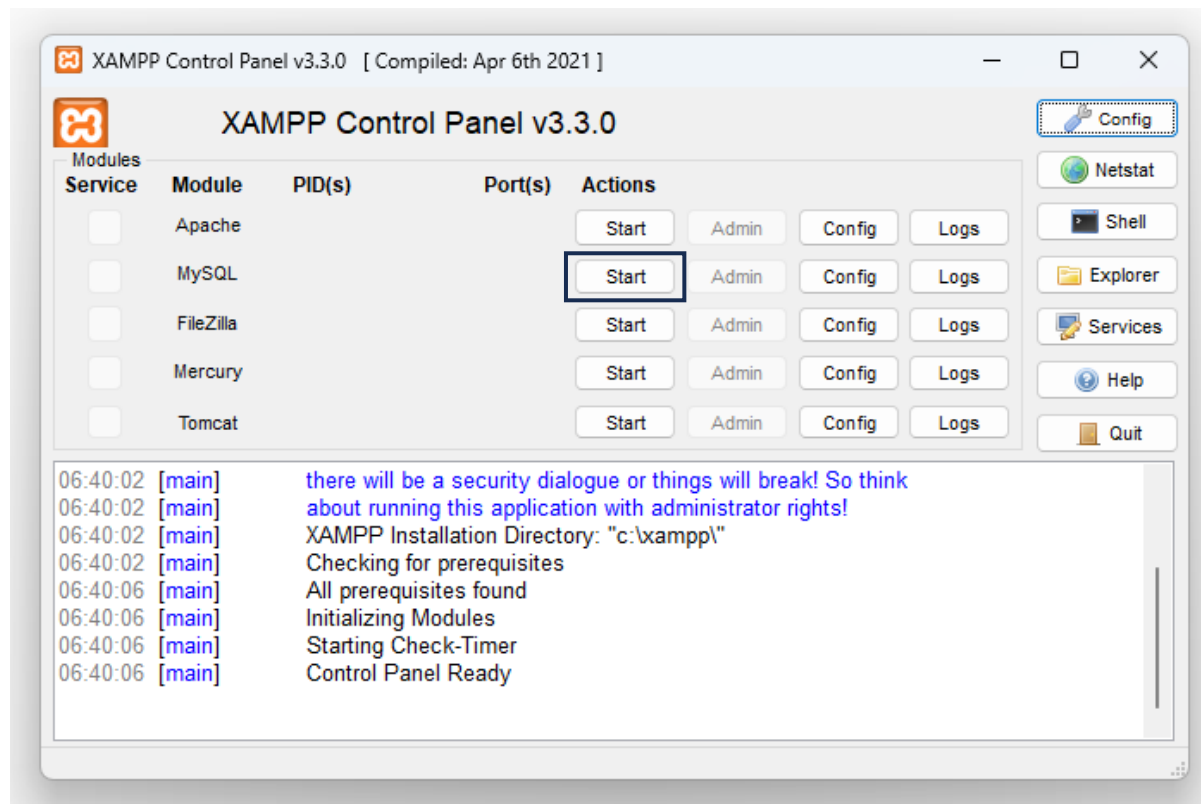 XAMPP Control Panel v3.3.0 [ Compiled: Apr 6th 2021 ]
XAMPP Control Panel v3.3.0
Config
Modules
Netstat
Service Module PID(s) Port(s) Actions
Apache Start Admin Config Logs
Shell
MySQL Start Admin Config Logs
Explorer
FileZilla Start Admin Config Logs
Services
Mercury Start Admin Config Logs
Help
Tomcat Start Admin Config Logs
Quit
06:40:02 [main] there will be a security dialogue or things will break! So think
06:40:02 [main] about running this application with administrator rights!
06:40:02 [main] XAMPP Installation Directory: "c:\xampp\"
06:40:02 [main] Checking for prerequisites
06:40:06 [main] All prerequisites found
06:40:06 [main] Initializing Modules
06:40:06 [main] Starting Check-Timer
06:40:06 [main] Control Panel Ready